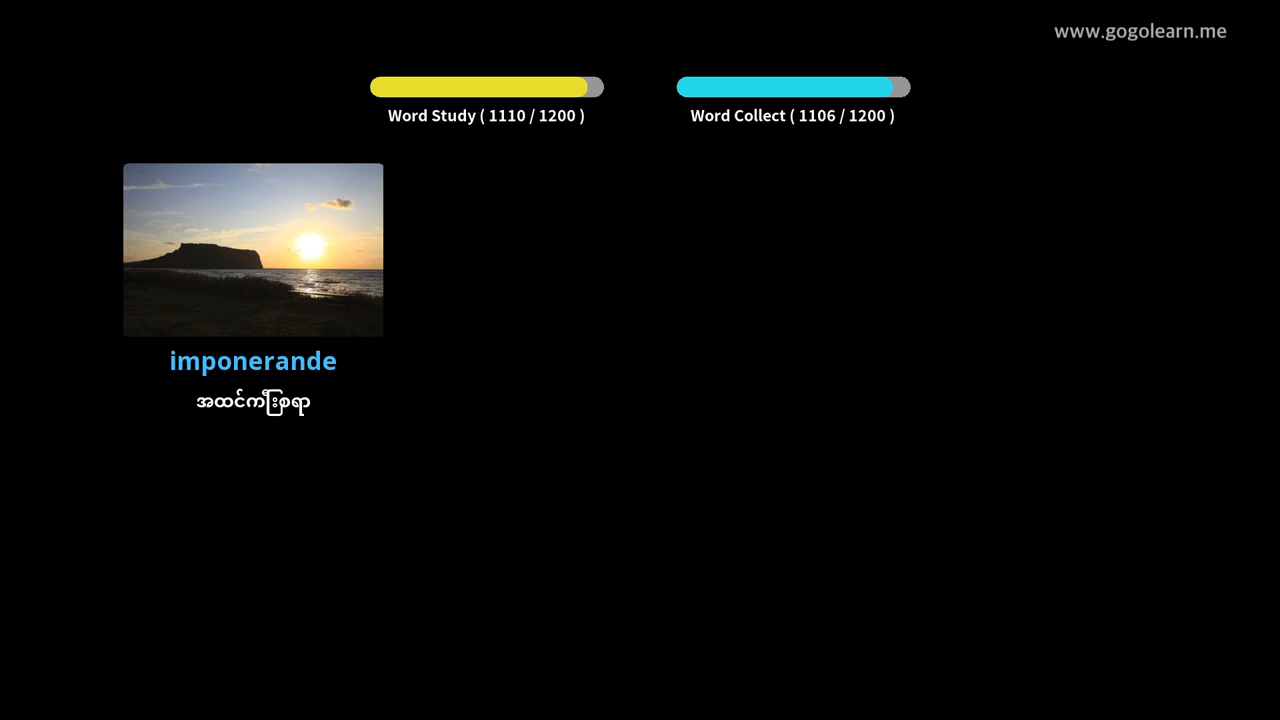 www.gogolearn.me
Word Study ( 1110 / 1200 )
Word Collect ( 1106 / 1200 )
imponerande
အထင်ကြီးစရာ